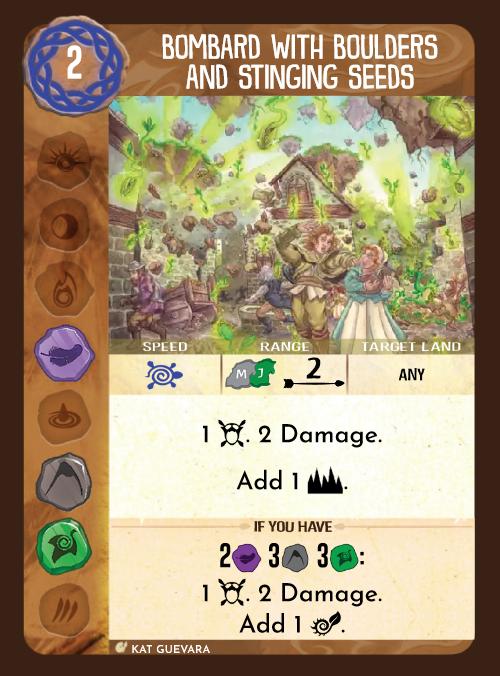 2
BOMBARD WITH BOULDERS
AND STINGING SEEDS
SPEED RANGE TARGET LAND
M J 2 ANY
1 . 2 Damage.
Add 1 .
IF YOU HAVE
2 3 3 :
1 . 2 Damage.
Add 1 .
KAT GUEVARA